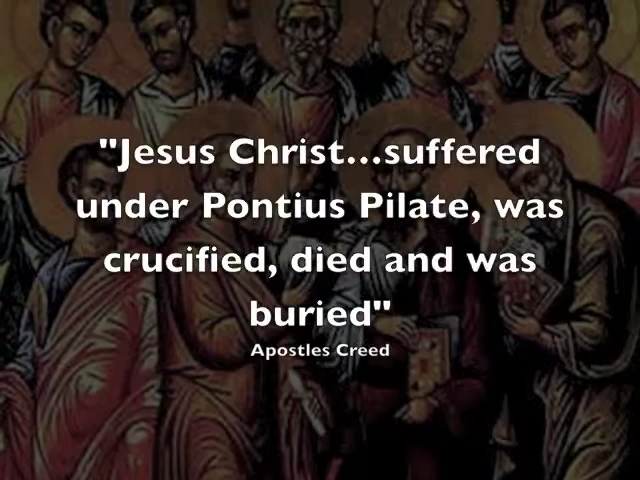 "Jesus Christ...suffered
under Pontius Pilate, was
crucified, died and was
buried"
Apostles Creed